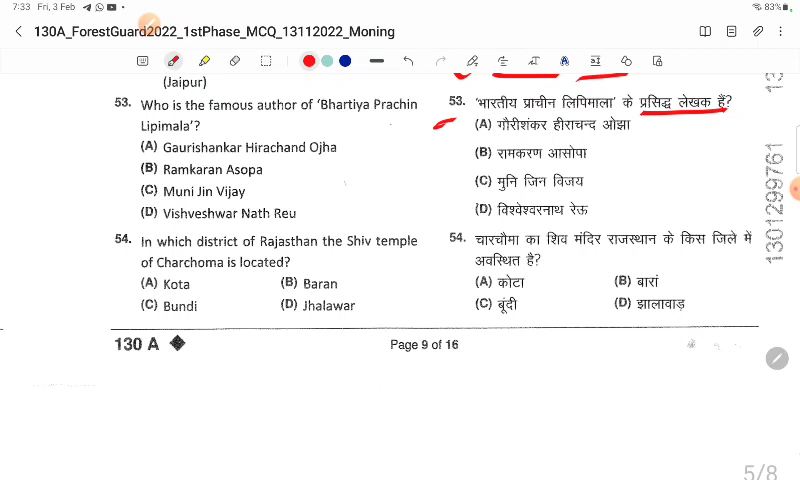 7:33 Fri, 3 Feb
83%
130A_ForestGuard2022_1stPhase_MCQ_13112022_Moning
(Jaipur)
53. Who is the famous author of ‘Bhartiya Prachin
Lipimala’?
(A) Gaurishankar Hirachand Ojha
(B) Ramkaran Asopa
(C) Muni Jin Vijay
(D) Vishveshwar Nath Reu
54. In which district of Rajasthan the Shiv temple
of Charchoma is located?
(A) Kota (B) Baran
(C) Bundi (D) Jhalawar
53. ‘भारतीय प्राचीन लिपिमाला’ के प्रसिद्ध लेखक हैं?
(A) गौरीशंकर हीराचन्द ओझा
(B) रामकरण आसोपा
(C) मुनि जिन विजय
(D) विश्वेश्वरनाथ रेऊ
54. चारचौमा का शिव मंदिर राजस्थान के किस जिले में
अवस्थित है?
(A) कोटा (B) बारां
(C) बूंदी (D) झालावाड़
1301299761
130 A
Page 9 of 16
5/8